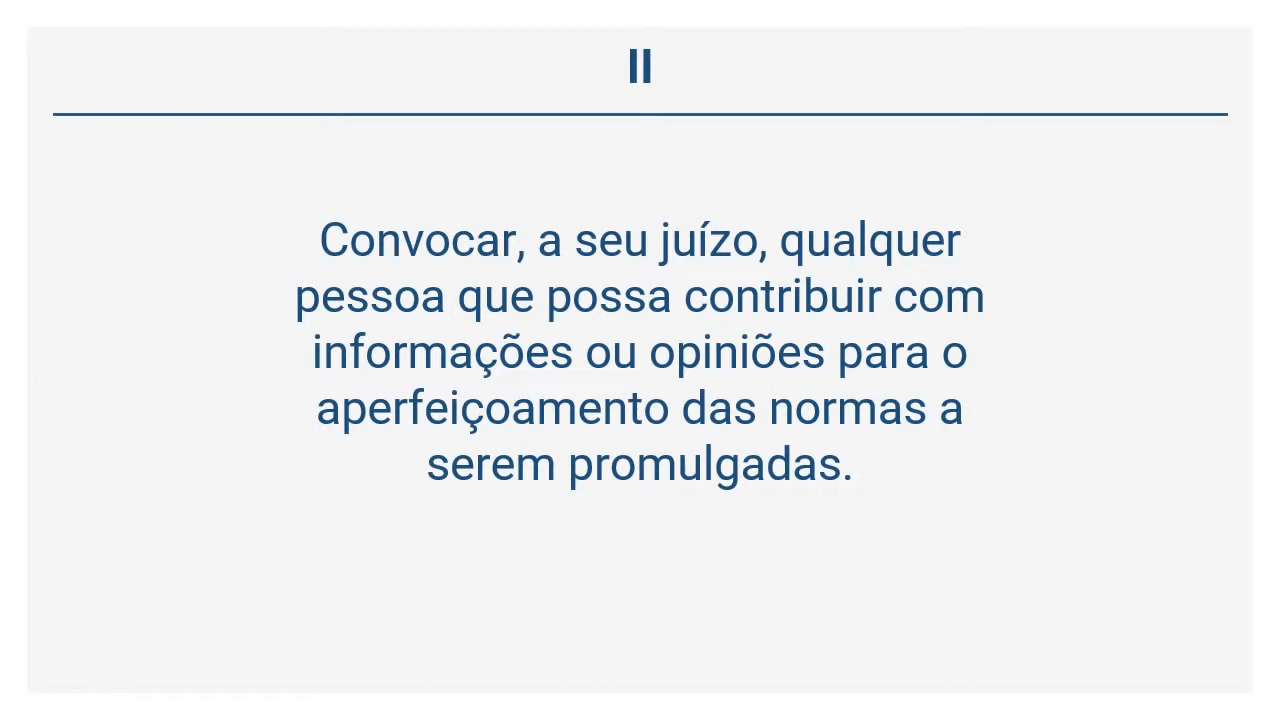 II
Convocar, a seu juízo, qualquer
pessoa que possa contribuir com
informações ou opiniões para o
aperfeiçoamento das normas a
serem promulgadas.